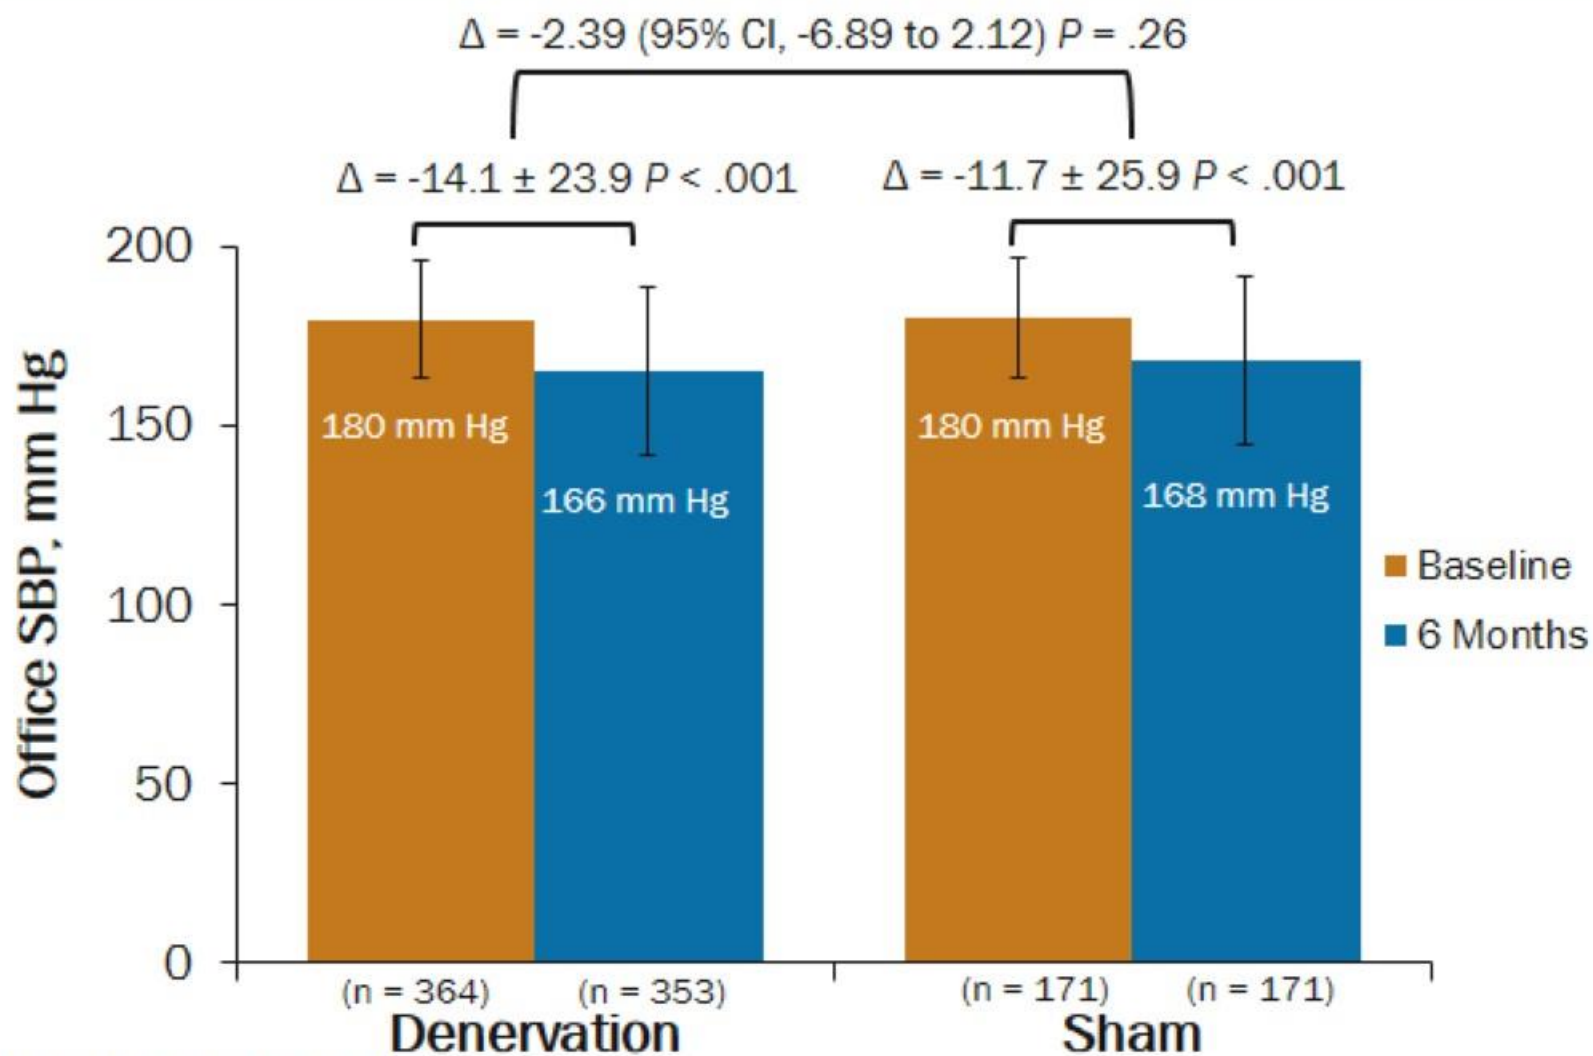 Δ = -2.39 (95% CI, -6.89 to 2.12) P = .26
Δ = -14.1 ± 23.9 P < .001
Δ = -11.7 ± 25.9 P < .001
Office SBP, mm Hg
200
150
100
50
0
180 mm Hg
166 mm Hg
180 mm Hg
168 mm Hg
Baseline
6 Months
(n = 364)
(n = 353)
(n = 171)
(n = 171)
Denervation
Sham